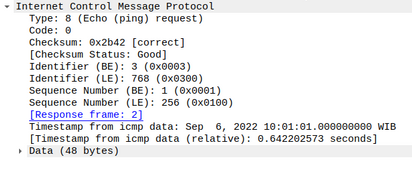 Internet Control Message Protocol
Type: 8 (Echo (ping) request)
Code: 0
Checksum: 0x2b42 [correct]
[Checksum Status: Good]
Identifier (BE): 3 (0x0003)
Identifier (LE): 768 (0x0300)
Sequence Number (BE): 1 (0x0001)
Sequence Number (LE): 256 (0x0100)
[Response frame: 2]
Timestamp from icmp data: Sep  6, 2022 10:01:01.000000000 WIB
[Timestamp from icmp data (relative): 0.642202573 seconds]
Data (48 bytes)